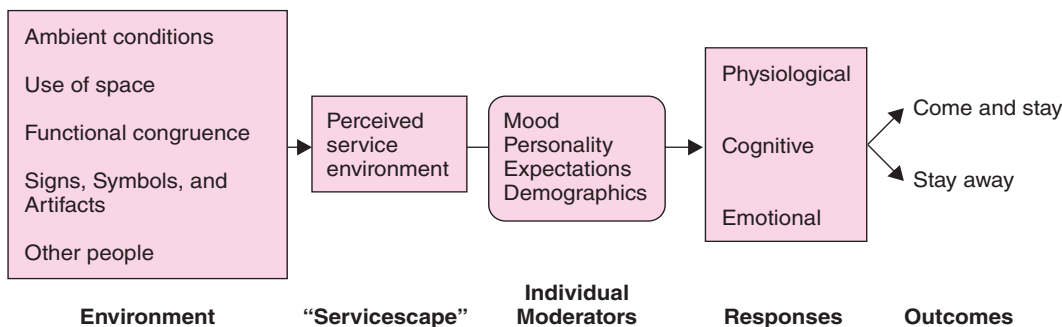 Ambient conditions
Use of space
Functional congruence
Signs, Symbols, and
Artifacts
Other people
Perceived
service
environment
Mood
Personality
Expectations
Demographics
Physiological
Cognitive
Emotional
Come and stay
Stay away
Environment
“Servicescape”
Individual
Moderators
Responses
Outcomes